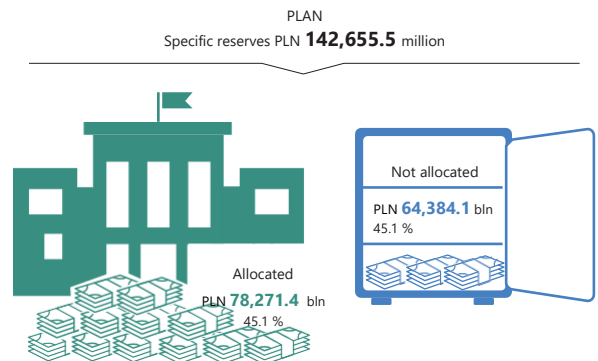 PLAN
Specific reserves PLN 142,655.5 million
Not allocated
PLN 64,384.1 bln
45.1 %
Allocated
PLN 78,271.4 bln
45.1 %